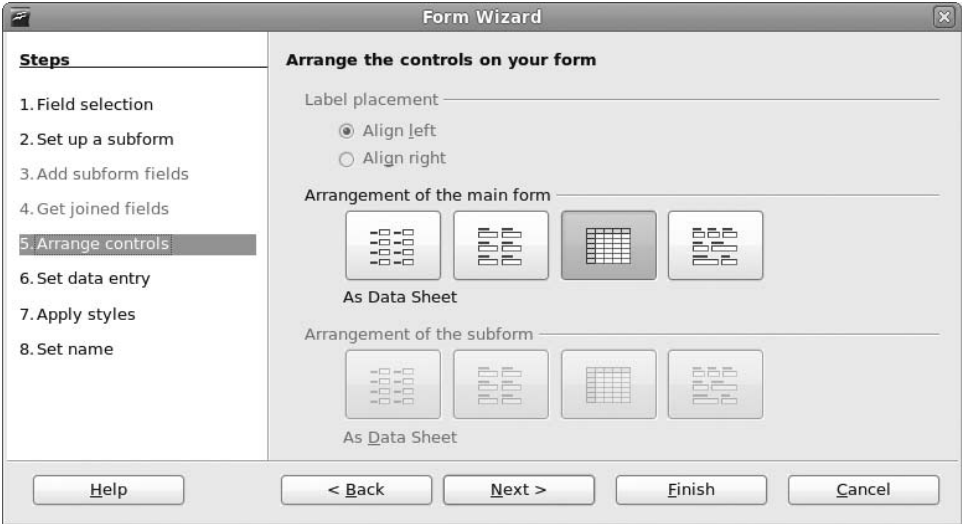 Form Wizard
Steps
1. Field selection
2. Set up a subform
3. Add subform fields
4. Get joined fields
5. Arrange controls
6. Set data entry
7. Apply styles
8. Set name
Arrange the controls on your form
Label placement
Align left
Align right
Arrangement of the main form
As Data Sheet
Arrangement of the subform
As Data Sheet
Help
< Back
Next >
Finish
Cancel